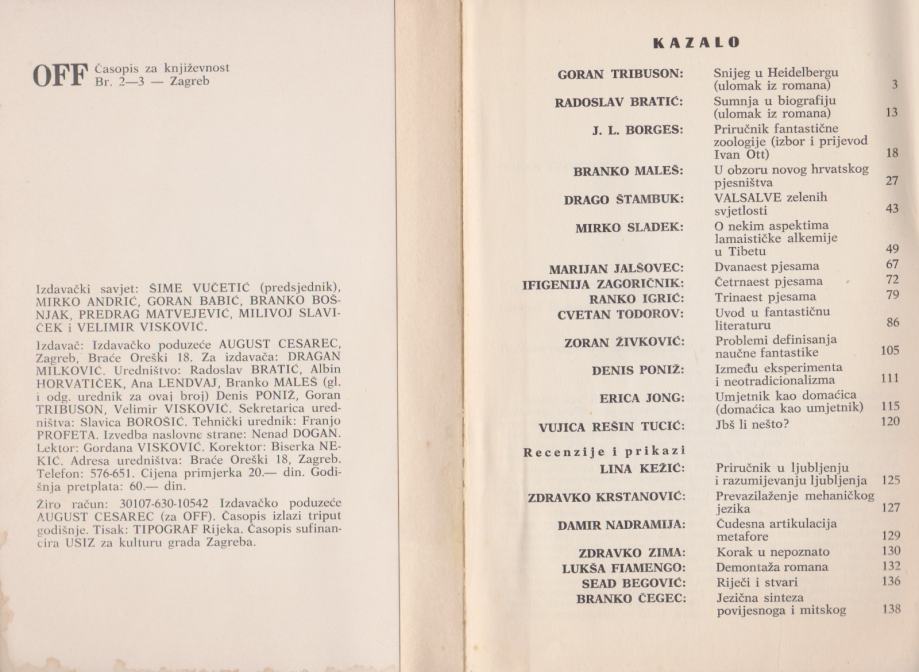 OFF Časopis za književnost
Br. 2—3 — Zagreb
Izdavački savjet: ŠIME VUČETIĆ (predsjednik),
MIRKO ANDRIĆ, GORAN BABIĆ, BRANKO BOŠ-
NJAK, PREDRAG MATVEJEVIĆ, MILIVOJ SLAVI-
ČEK i VELIMIR VISKOVIĆ.
Izdavač: Izdavačko poduzeće AUGUST CESAREC,
Zagreb, Braće Oreški 18. Za izdavača: DRAGAN
MILKOVIĆ. Uredništvo: Radoslav BRATIĆ, Albin
HORVATIČEK, Ana LENDVAJ, Branko MALEŠ (gl.
i odg. urednik za ovaj broj) Denis PONIŽ, Goran
TRIBUSON, Velimir VISKOVIĆ. Sekretarica ured-
ništva: Slavica BOROŠIĆ. Tehnički urednik: Franjo
PROFETA. Izvedba naslovne strane: Nenad DOGAN.
Lektor: Gordana VISKOVIĆ. Korektor: Biserka NE-
KIĆ. Adresa uredništva: Braće Oreški 18, Zagreb.
Telefon: 576-651. Cijena primjerka 20.— din. Godi-
šnja pretplata: 60.— din.
Žiro račun: 30107-630-10542 Izdavačko poduzeće
AUGUST CESAREC (za OFF). Časopis izlazi triput
godišnje. Tisak: TIPOGRAF Rijeka. Časopis sufinan-
cira USIZ za kulturu grada Zagreba.
KAZALO
GORAN TRIBUSON: Snijeg u Heidelbergu
(ulomak iz romana) 3
RADOSLAV BRATIĆ: Sumnja u biografiju
(ulomak iz romana) 13
J. L. BORGES: Priručnik fantastične
zoologije (izbor i prijevod
Ivan Ott) 18
BRANKO MALEŠ: U obzoru novog hrvatskog
pjesništva 27
DRAGO ŠTAMBUK: VALSALVE zelenih
svjetlosti 43
MIRKO SLADEK: O nekim aspektima
lamaističke alkemije
u Tibetu 49
MARIJAN JALŠOVEC: Dvanaest pjesama 67
IFIGENIJA ZAGORIČNIK: Četrnaest pjesama 72
RANKO IGRIĆ: Trinaest pjesama 79
CVETAN TODOROV: Uvod u fantastičnu
literaturu 86
ZORAN ŽIVKOVIĆ: Problemi definisanja
naučne fantastike 105
DENIS PONIŽ: Između eksperimenta
i neotradicionalizma 111
ERICA JONG: Umjetnik kao domaćica
(domaćica kao umjetnik) 115
VUJICA REŠIN TUCIĆ: Jbš li nešto? 120
Recenzije i prikazi
LINA KEŽIĆ: Priručnik u ljubljenju
i razumijevanju ljubljenja 125
ZDRAVKO KRSTANOVIĆ: Prevazilaženje mehaničkog
jezika 127
DAMIR NADRAMIJA: Čudesna artikulacija
metafore 129
ZDRAVKO ZIMA: Korak u nepoznato 130
LUKŠA FIAMENGO: Demontaža romana 132
SEAD BEGOVIĆ: Riječi i stvari 136
BRANKO ČEGEC: Jezična sinteza
povijesnoga i mitskog 138